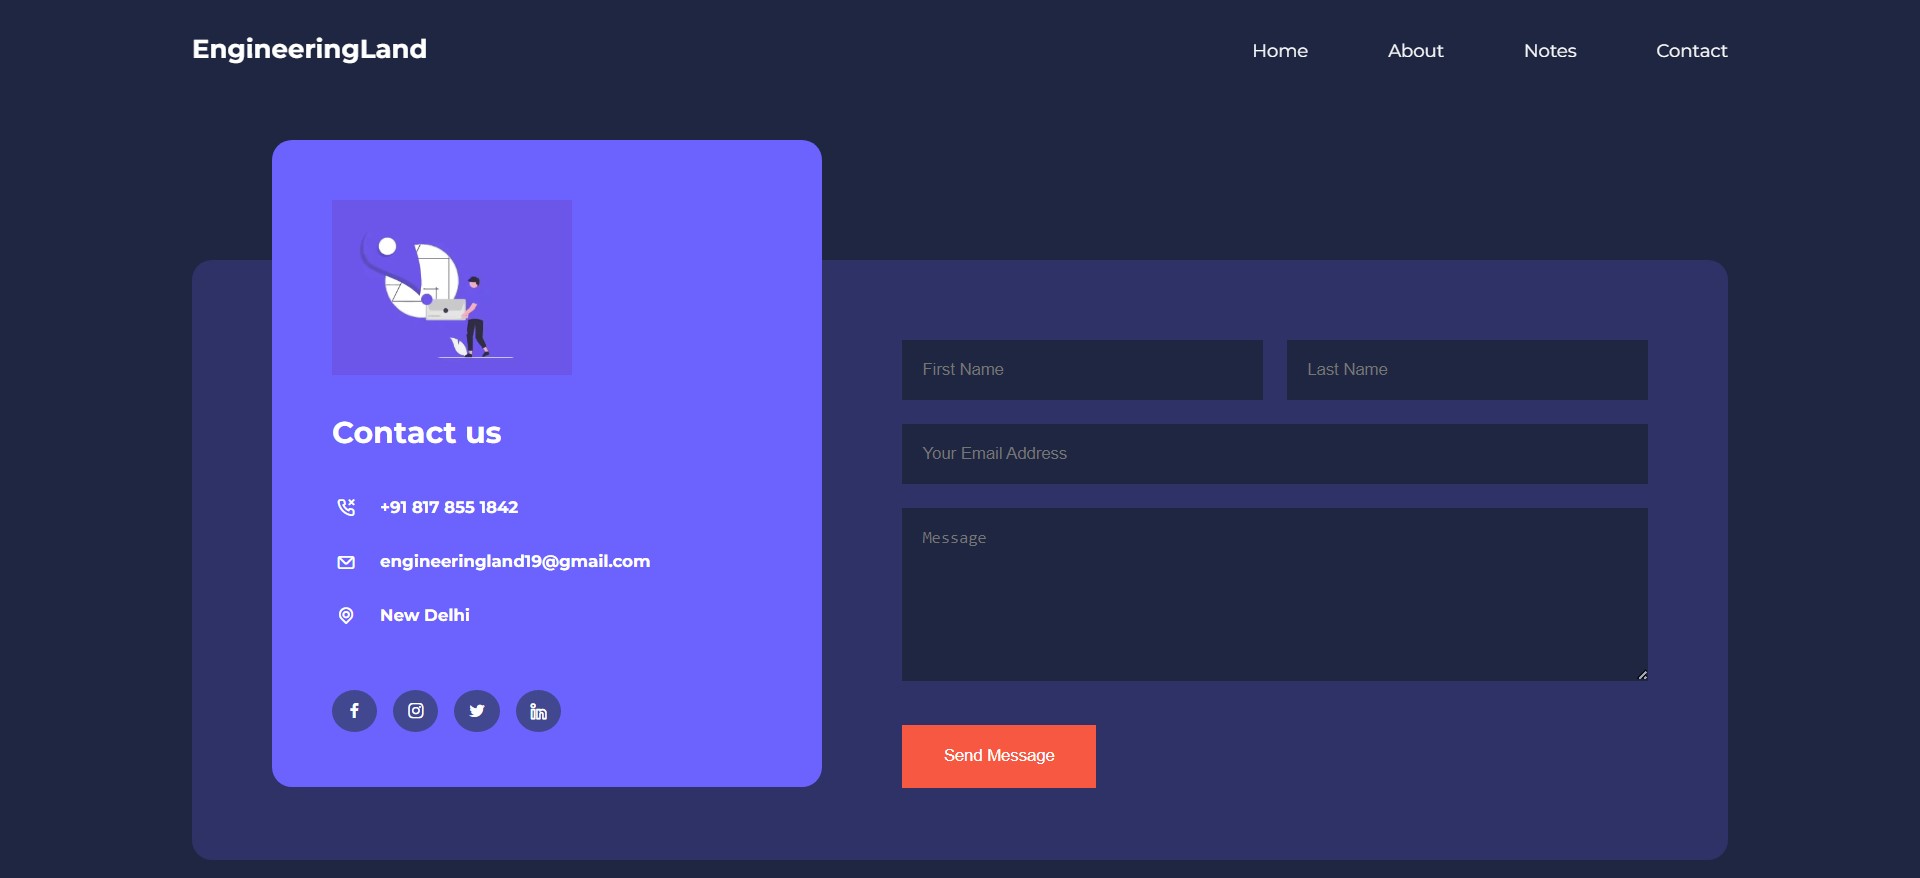 EngineeringLand
Home
About
Notes
Contact
Contact us
+91 817 855 1842
engineeringland19@gmail.com
New Delhi
First Name
Last Name
Your Email Address
Message
Send Message